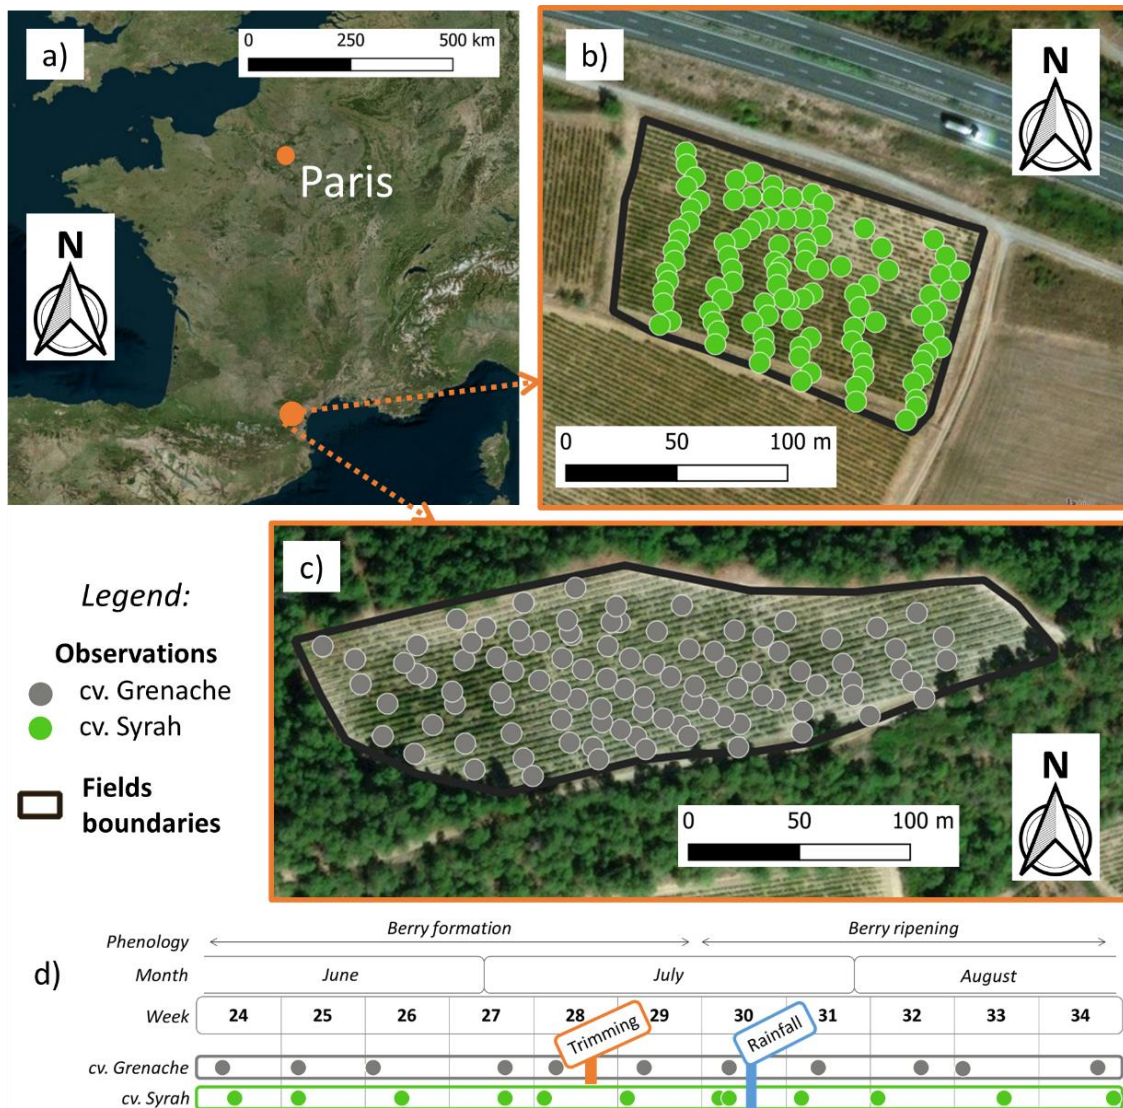 a)
0 250 500 km
Paris
N
b)
N
0 50 100 m
c)
N
0 50 100 m
Legend:
Observations
cv. Grenache
cv. Syrah
Fields
boundaries
d)
Phenology Berry formation Berry ripening
Month June July August
Week 24 25 26 27 28 29 30 31 32 33 34
Trimming
Rainfall
cv. Grenache
cv. Syrah